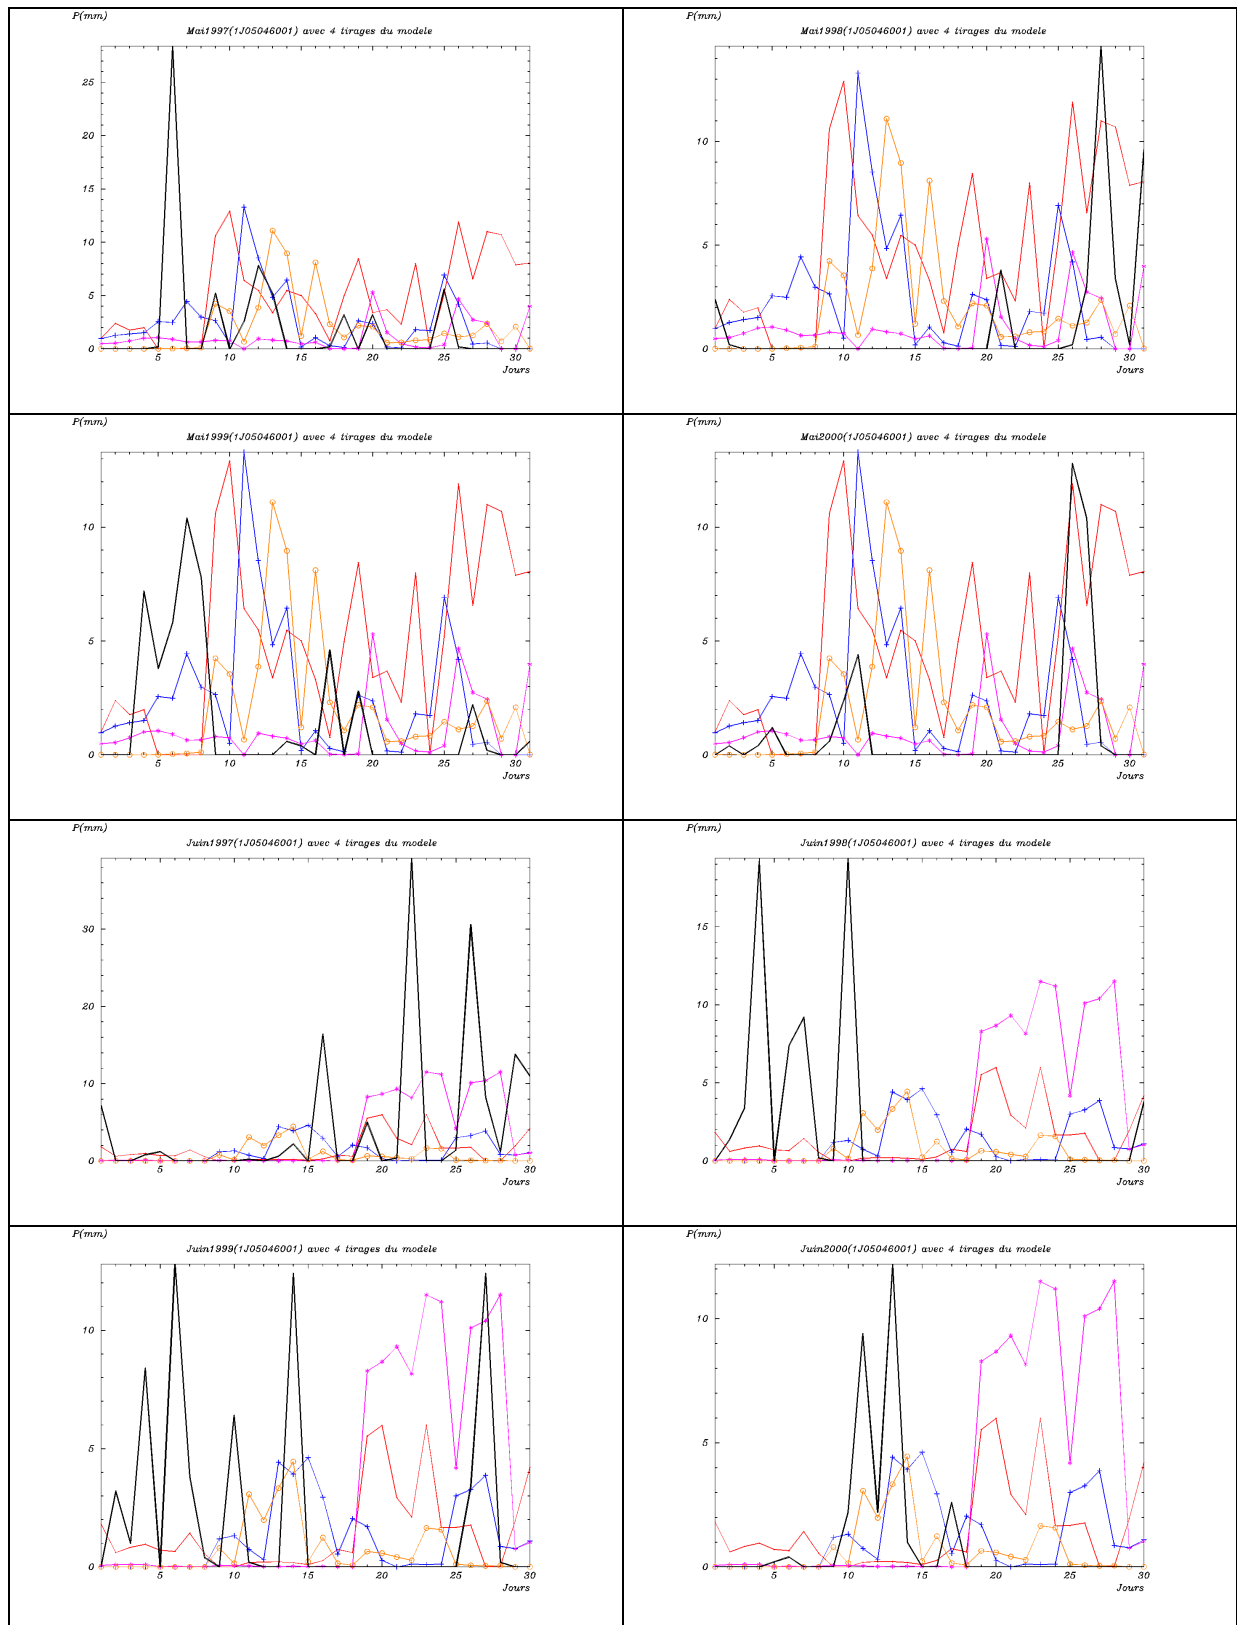 P(mm)
Mai1997(1J05046001) avec 4 tirages du modele
25
20
15
10
5
0
5 10 15 20 25 30
Jours
P(mm)
Mai1998(1J05046001) avec 4 tirages du modele
10
5
0
5 10 15 20 25 30
Jours
P(mm)
Mai1999(1J05046001) avec 4 tirages du modele
10
5
0
5 10 15 20 25 30
Jours
P(mm)
Mai2000(1J05046001) avec 4 tirages du modele
10
5
0
5 10 15 20 25 30
Jours
P(mm)
Juin1997(1J05046001) avec 4 tirages du modele
30
20
10
0
5 10 15 20 25 30
Jours
P(mm)
Juin1998(1J05046001) avec 4 tirages du modele
15
10
5
0
5 10 15 20 25 30
Jours
P(mm)
Juin1999(1J05046001) avec 4 tirages du modele
10
5
0
5 10 15 20 25 30
Jours
P(mm)
Juin2000(1J05046001) avec 4 tirages du modele
10
5
0
5 10 15 20 25 30
Jours